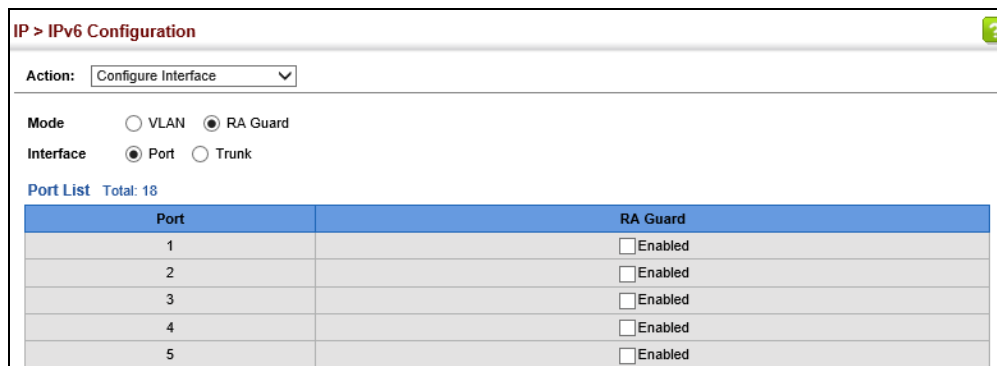 IP > IPv6 Configuration
?
Action: Configure Interface
Mode VLAN RA Guard
Interface Port Trunk
Port List Total: 18
Port RA Guard
1 Enabled
2 Enabled
3 Enabled
4 Enabled
5 Enabled